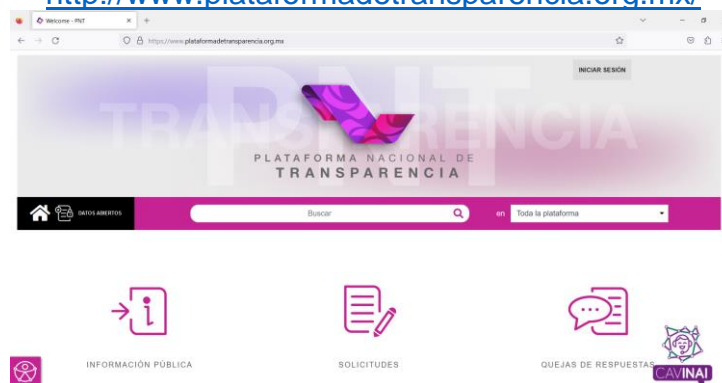 http://www.plataformadetransparencia.org.mx/
Welcome - PNT
https://www.plataformadetransparencia.org.mx
INICIAR SESIÓN
PNT
TRANSPARENCIA
PLATAFORMA NACIONAL DE
TRANSPARENCIA
DATOS ABIERTOS
Buscar
en
Toda la plataforma
INFORMACIÓN PÚBLICA
SOLICITUDES
QUEJAS DE RESPUESTAS
CAVINAI